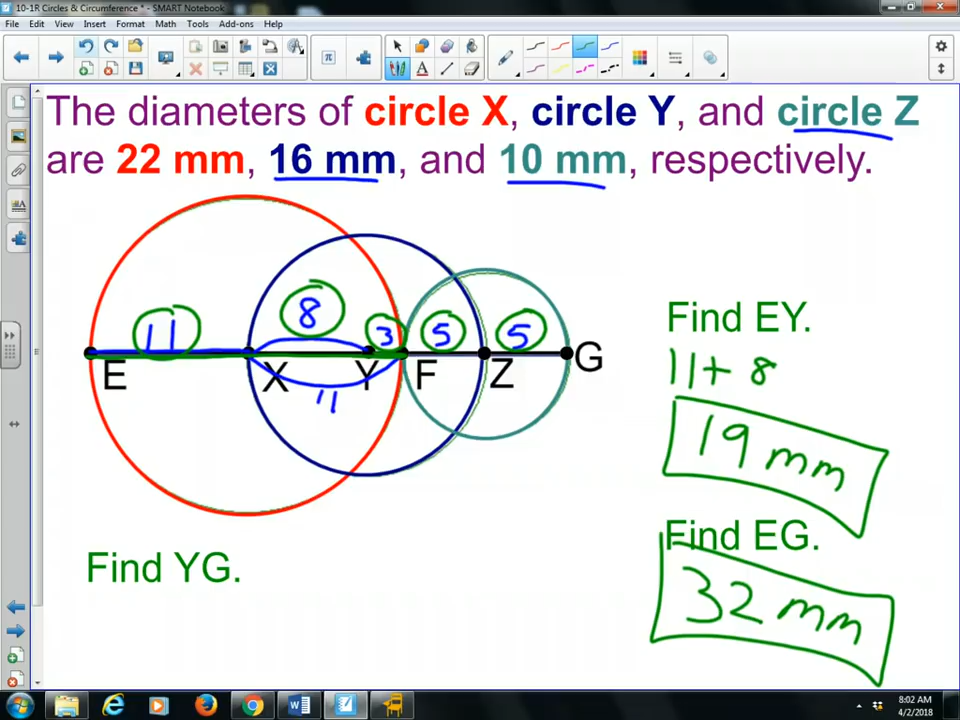 10-1R Circles & Circumference * - SMART Notebook
File Edit View Insert Format Math Tools Add-ons Help
The diameters of circle X, circle Y, and circle Z
are 22 mm, 16 mm, and 10 mm, respectively.
11 8 3 5 5
E X Y F Z G
11
Find EY.
11 + 8
19 mm
Find EG.
32 mm
Find YG.
8:02 AM
4/2/2018